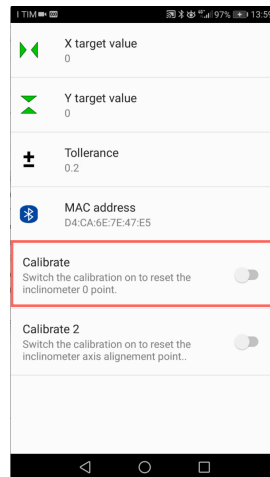 I TIM
97% 13:59
X target value
0
Y target value
0
Tollerance
0.2
MAC address
D4:CA:6E:7E:47:E5
Calibrate
Switch the calibration on to reset the
inclinometer 0 point.
Calibrate 2
Switch the calibration on to reset the
inclinometer axis alignement point..